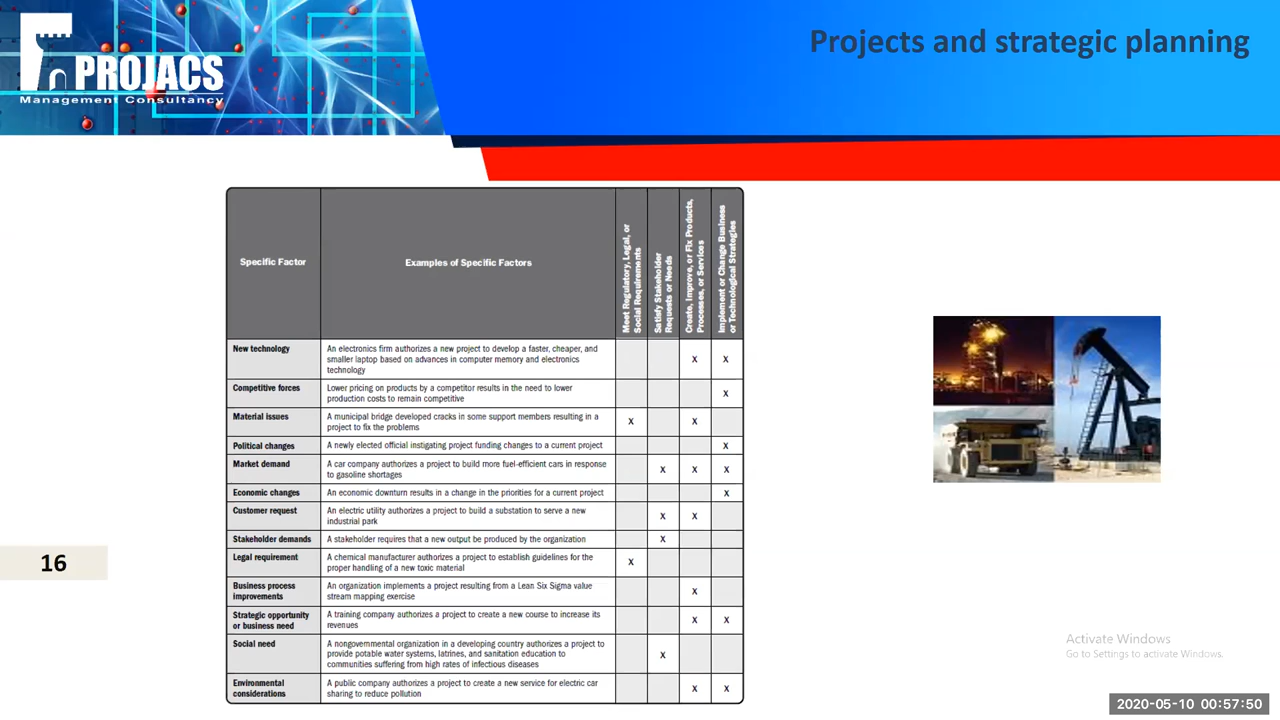 PROJACS
Management Consultancy
Projects and strategic planning
Specific Factor
Examples of Specific Factors
Meet Regulatory, Legal, or
Social Requirements
Satisfy Stakeholder
Requests or Needs
Create, Improve, or Fix Products,
Processes, or Services
Implement or Change Business
or Technological Strategies
New technology
An electronics firm authorizes a new project to develop a faster, cheaper, and
smaller laptop based on advances in computer memory and electronics
technology
X X
Competitive forces
Lower pricing on products by a competitor results in the need to lower
production costs to remain competitive
X
Material issues
A municipal bridge developed cracks in some support members resulting in a
project to fix the problems
X X
Political changes
A newly elected official instigating project funding changes to a current project
X
Market demand
A car company authorizes a project to build more fuel-efficient cars in response
to gasoline shortages
X X X
Economic changes
An economic downturn results in a change in the priorities for a current project
X
Customer request
An electric utility authorizes a project to build a substation to serve a new
industrial park
X X
Stakeholder demands
A stakeholder requires that a new output be produced by the organization
X
Legal requirement
A chemical manufacturer authorizes a project to establish guidelines for the
proper handling of a new toxic material
X
Business process
improvements
An organization implements a project resulting from a Lean Six Sigma value
stream mapping exercise
X
Strategic opportunity
or business need
A training company authorizes a project to create a new course to increase its
revenues
X X
Social need
A nongovernmental organization in a developing country authorizes a project to
provide potable water systems, latrines, and sanitation education to
communities suffering from high rates of infectious diseases
X
Environmental
considerations
A public company authorizes a project to create a new service for electric car
sharing to reduce pollution
X X
16
Activate Windows
Go to Settings to activate Windows.
2020-05-10 00:57:50